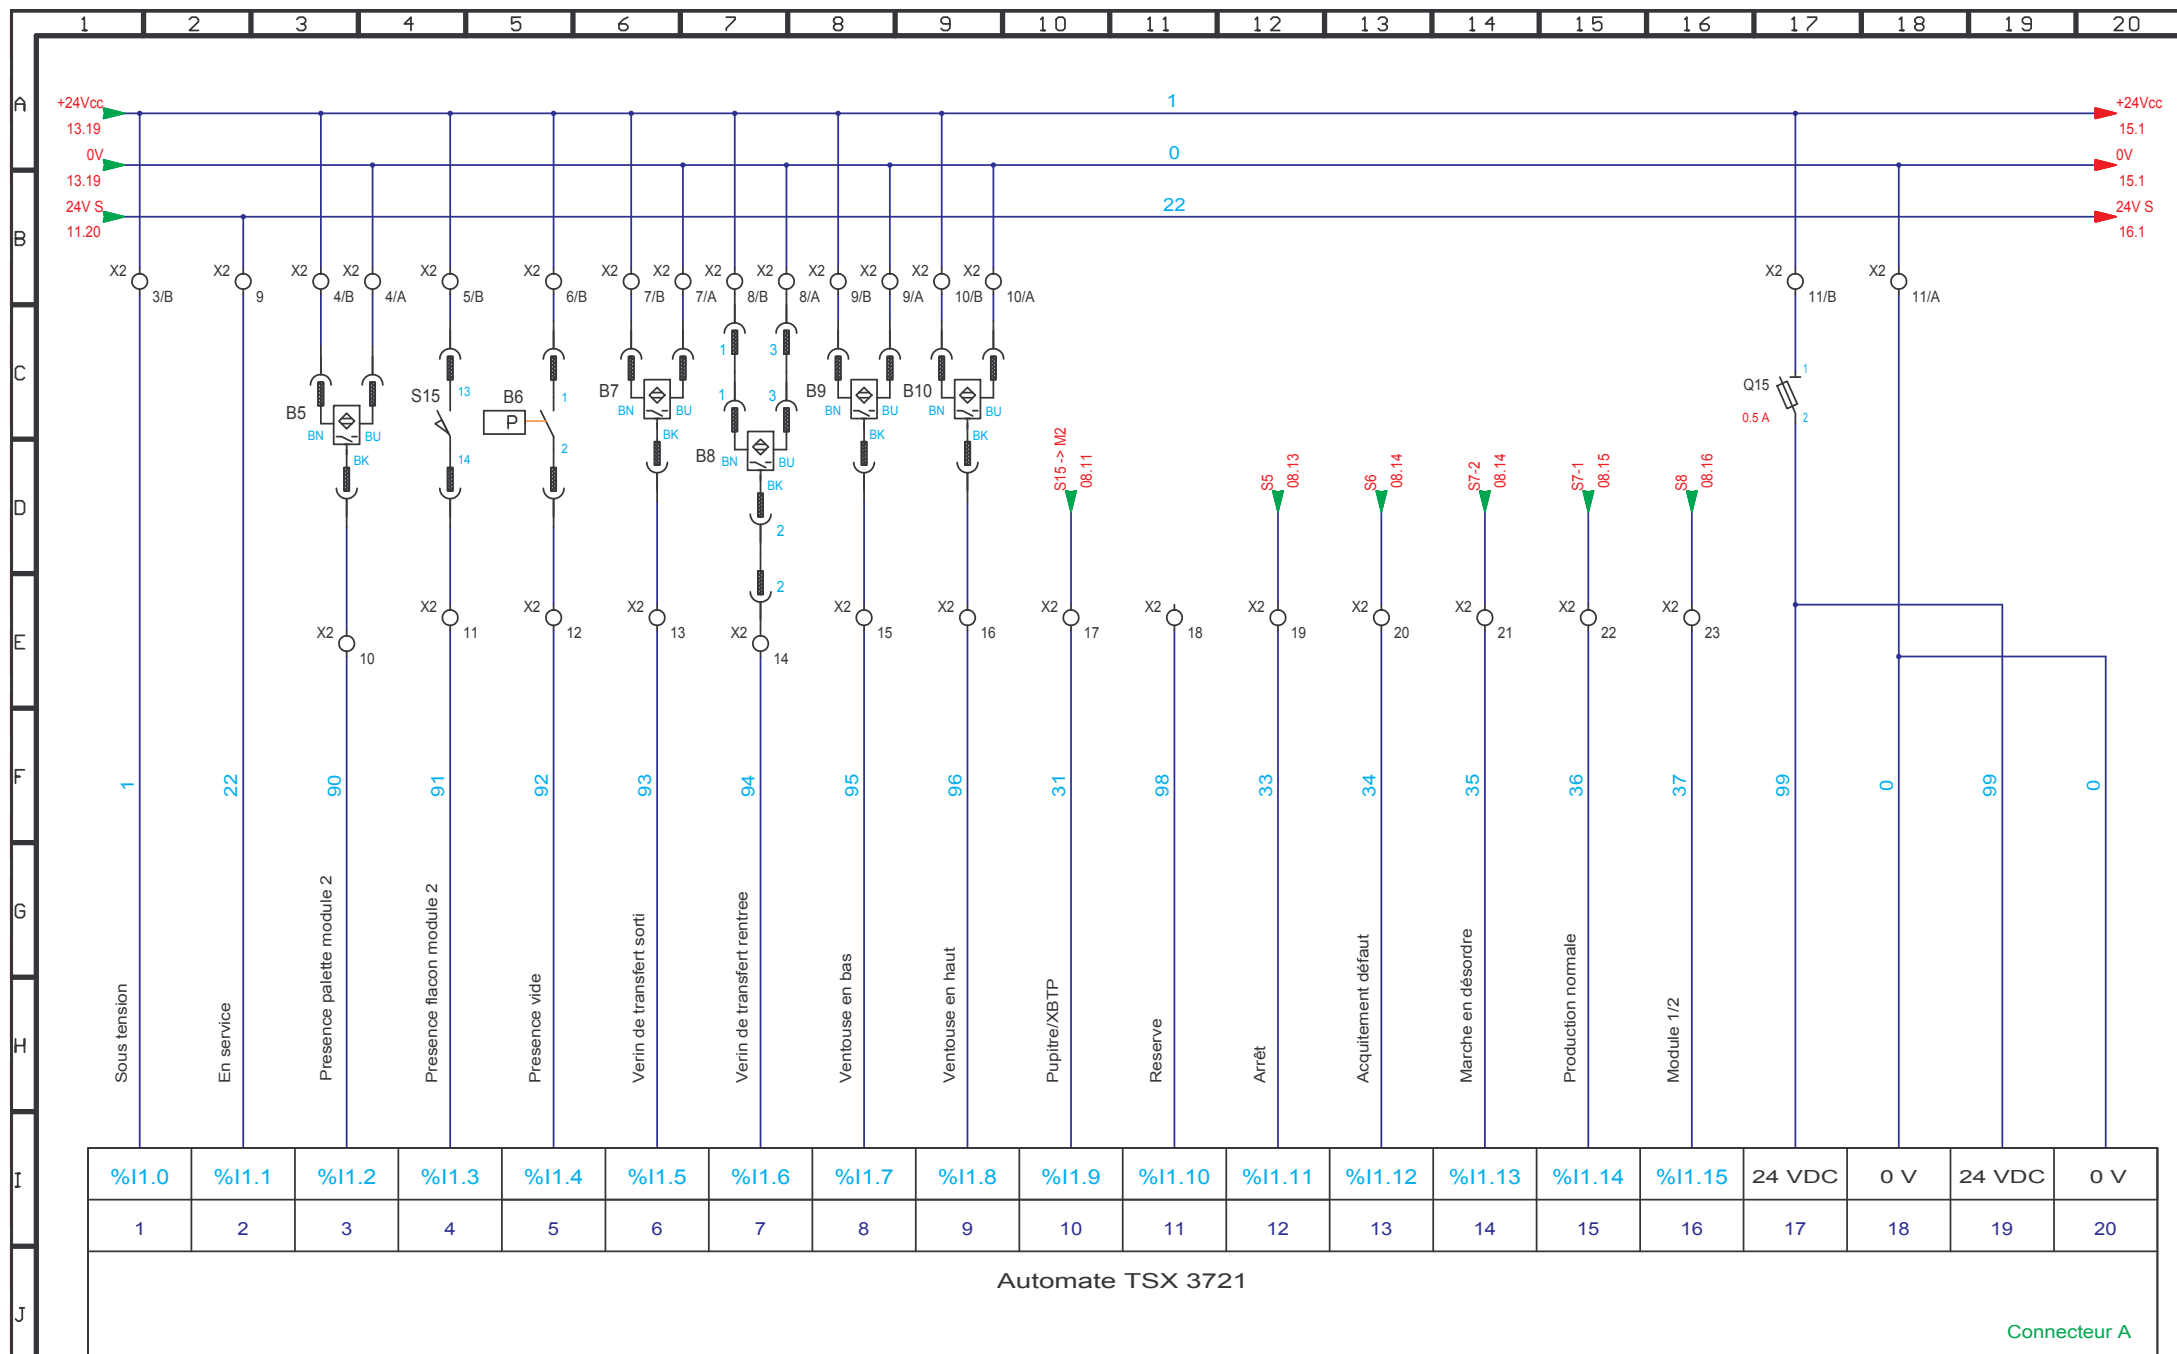 1 2 3 4 5 6 7 8 9 10 11 12 13 14 15 16 17 18 19 20
A
+24Vcc 1 +24Vcc
13.19 15.1
0V 0 0V
13.19 15.1
24V S 22 24V S
11.20 16.1
B
X2 X2 X2 X2 X2 X2 X2 X2 X2 X2 X2 X2 X2 X2 X2 X2
3/B 9 4/B 4/A 5/B 6/B 7/B 7/A 8/B 8/A 9/B 9/A 10/B 10/A 11/B 11/A
C
1 3
B5 BN BU BK
S15 13 14
B6 P 1 2
B7 BN BU BK
1 3
B8 BN BU BK
2
2
B9 BN BU BK
B10 BN BU BK
Q15 1
0.5 A 2
D
S15 -> M2
08.11
S5
08.13
S6
08.14
S7-2
08.14
S7-1
08.15
S8
08.16
E
X2 X2 X2 X2 X2 X2 X2 X2 X2 X2 X2 X2 X2 X2
10 11 12 13 14 15 16 17 18 19 20 21 22 23
F
1 22 90 91 92 93 94 95 96 31 98 33 34 35 36 37 99 0 99 0
G
H
Sous tension
En service
Presence palette module 2
Presence flacon module 2
Presence vide
Verin de transfert sorti
Verin de transfert rentree
Ventouse en bas
Ventouse en haut
Pupitre/XBTP
Reserve
Arrêt
Acquitement défaut
Marche en désordre
Production normale
Module 1/2
I
%I1.0 %I1.1 %I1.2 %I1.3 %I1.4 %I1.5 %I1.6 %I1.7 %I1.8 %I1.9 %I1.10 %I1.11 %I1.12 %I1.13 %I1.14 %I1.15 24 VDC 0 V 24 VDC 0 V
1 2 3 4 5 6 7 8 9 10 11 12 13 14 15 16 17 18 19 20
Automate TSX 3721
J
Connecteur A